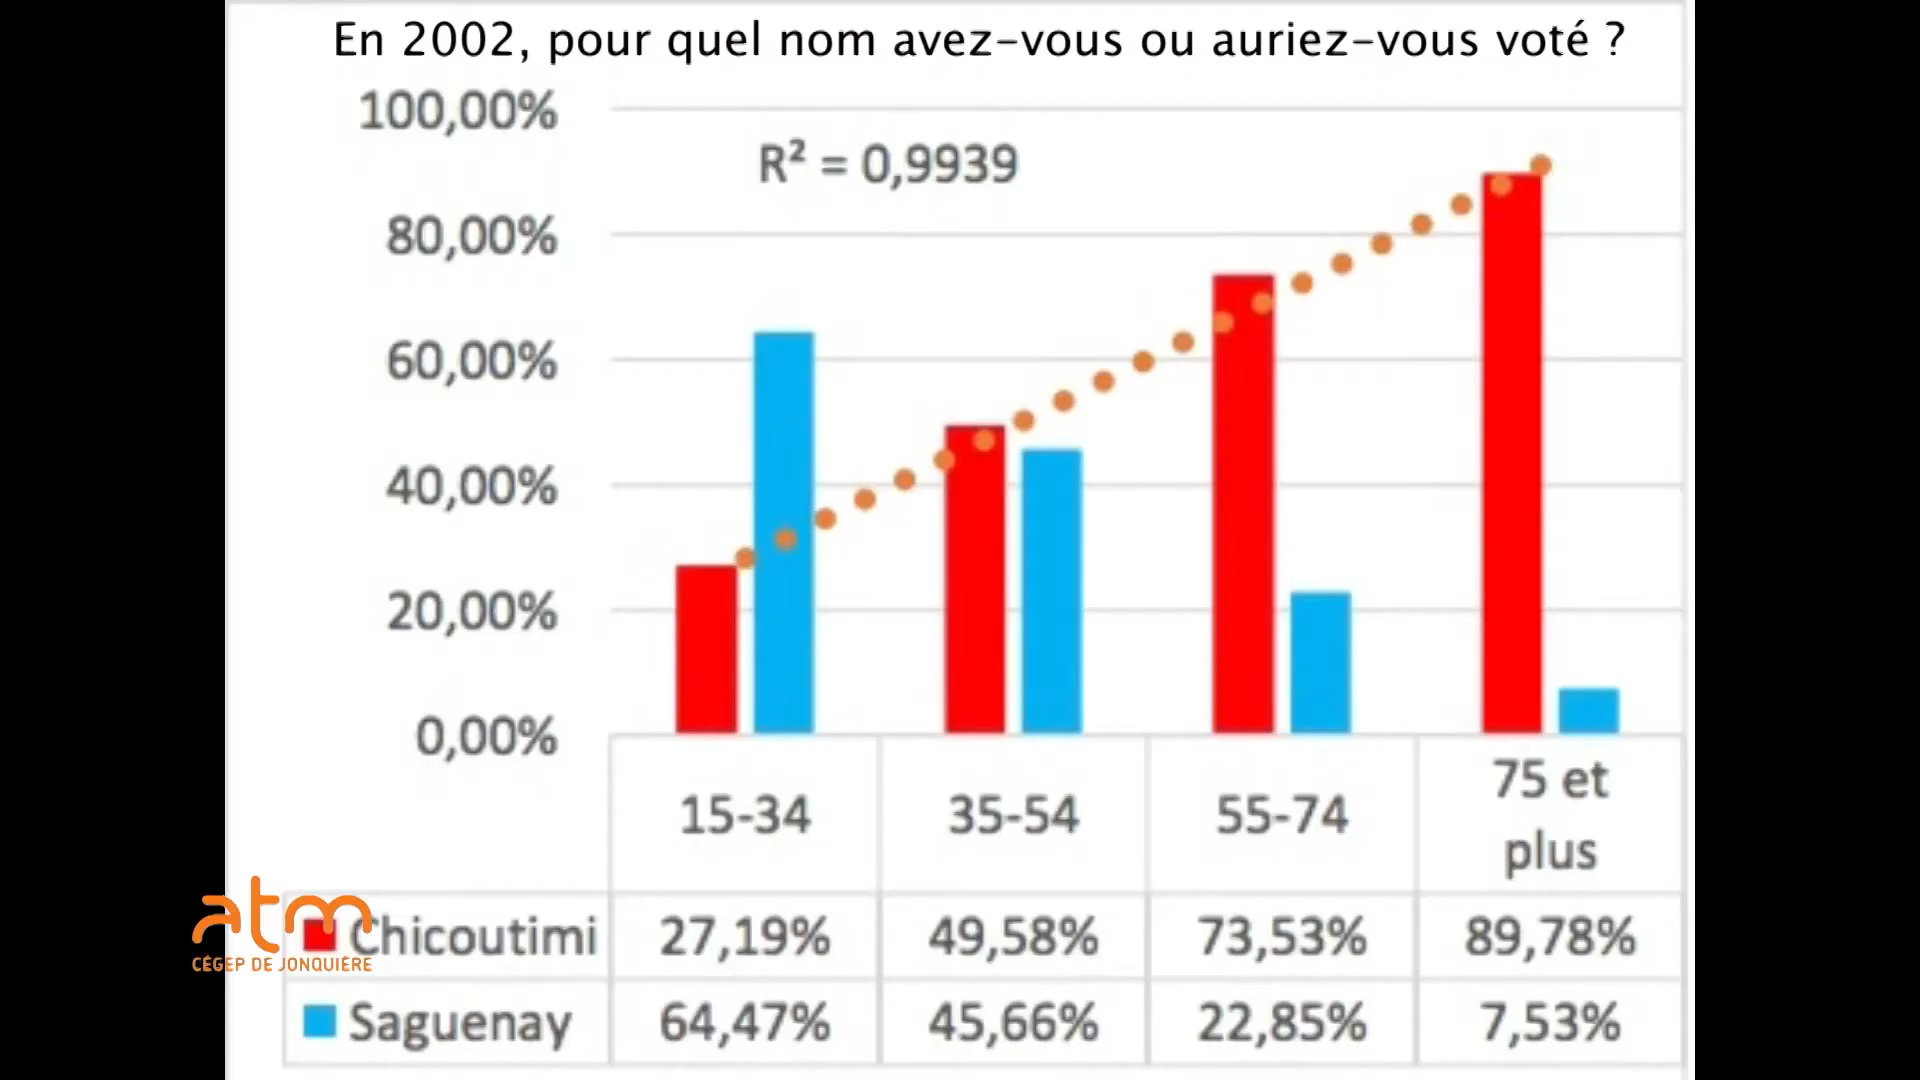 En 2002, pour quel nom avez-vous ou auriez-vous voté ?
100,00%
R² = 0,9939
80,00%
60,00%
40,00%
20,00%
0,00%
15-34 35-54 55-74 75 et plus
Chicoutimi 27,19% 49,58% 73,53% 89,78%
Saguenay 64,47% 45,66% 22,85% 7,53%
atm
CÉGEP DE JONQUIÈRE